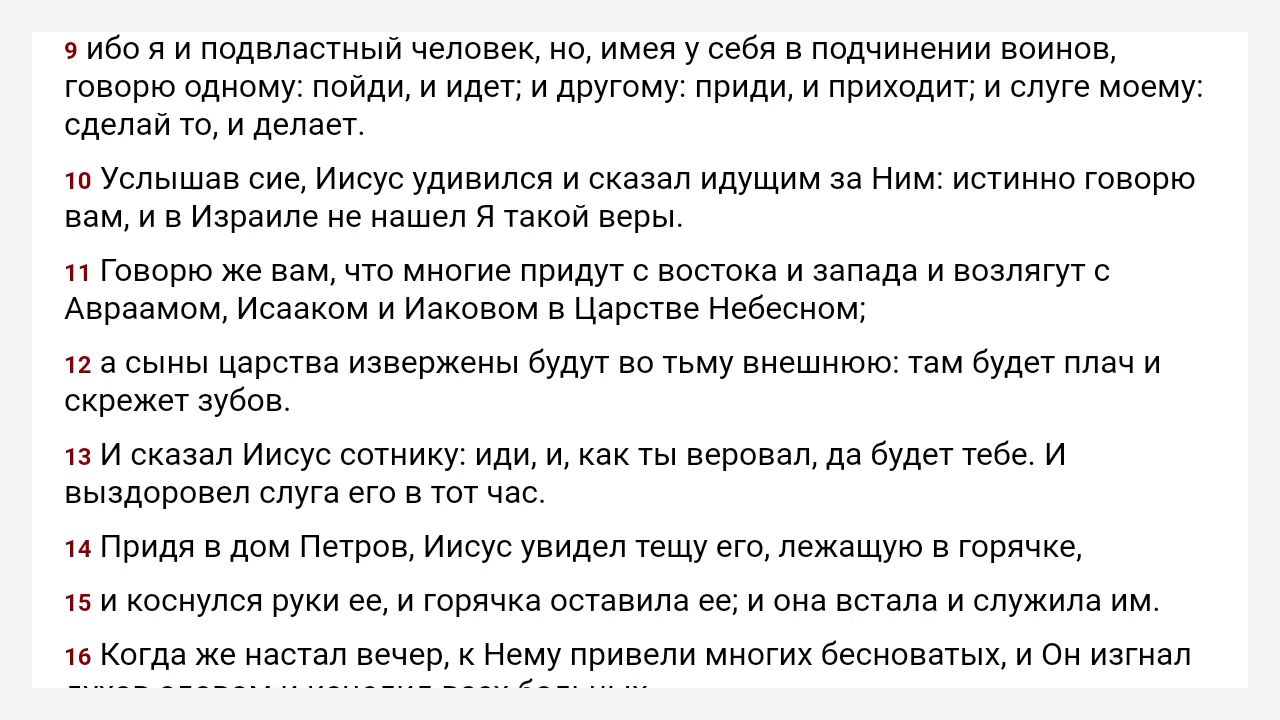 9 ибо я и подвластный человек, но, имея у себя в подчинении воинов,
говорю одному: пойди, и идет; и другому: приди, и приходит; и слуге моему:
сделай то, и делает.
10 Услышав сие, Иисус удивился и сказал идущим за Ним: истинно говорю
вам, и в Израиле не нашел Я такой веры.
11 Говорю же вам, что многие придут с востока и запада и возлягут с
Авраамом, Исааком и Иаковом в Царстве Небесном;
12 а сыны царства извержены будут во тьму внешнюю: там будет плач и
скрежет зубов.
13 И сказал Иисус сотнику: иди, и, как ты веровал, да будет тебе. И
выздоровел слуга его в тот час.
14 Придя в дом Петров, Иисус увидел тещу его, лежащую в горячке,
15 и коснулся руки ее, и горячка оставила ее; и она встала и служила им.
16 Когда же настал вечер, к Нему привели многих бесноватых, и Он изгнал